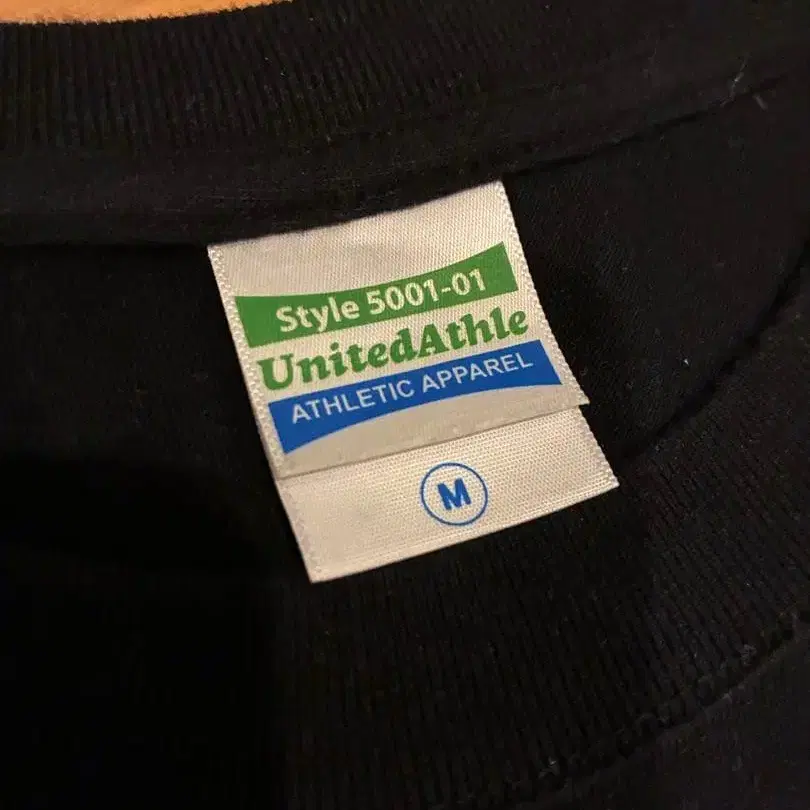 Style 5001-01
UnitedAthle
ATHLETIC APPAREL
M